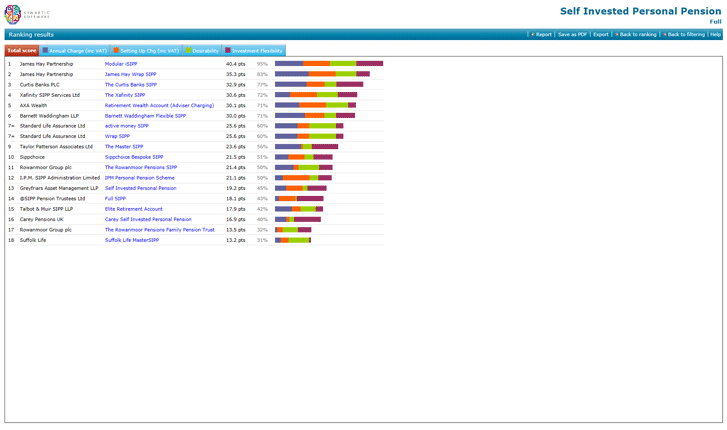 SYNAPTIC
SOFTWARE
Self Invested Personal Pension
Full
Ranking results
Report | Save as PDF | Export | Back to ranking | Back to filtering | Help
Total score Annual Charge (inc VAT) Setting Up Chg (inc VAT) Desirability Investment Flexibility
1 James Hay Partnership Modular iSIPP 40.4 pts 95%
2 James Hay Partnership James Hay Wrap SIPP 35.3 pts 83%
3 Curtis Banks PLC The Curtis Banks SIPP 32.9 pts 77%
4 Xafinity SIPP Services Ltd The Xafinity SIPP 30.6 pts 72%
5 AXA Wealth Retirement Wealth Account (Adviser Charging) 30.1 pts 71%
6 Barnett Waddingham LLP Barnett Waddingham Flexible SIPP 30.0 pts 71%
7= Standard Life Assurance Ltd active money SIPP 25.6 pts 60%
7= Standard Life Assurance Ltd Wrap SIPP 25.6 pts 60%
9 Taylor Patterson Associates Ltd The Master SIPP 23.6 pts 56%
10 Sippchoice Sippchoice Bespoke SIPP 21.5 pts 51%
11 Rowanmoor Group plc The Rowanmoor Pensions SIPP 21.4 pts 50%
12 I.P.M. SIPP Administration Limited IPM Personal Pension Scheme 21.1 pts 50%
13 Greyfriars Asset Management LLP Self Invested Personal Pension 19.2 pts 45%
14 @SIPP Pension Trustees Ltd Full SIPP 18.1 pts 43%
15 Talbot & Muir SIPP LLP Elite Retirement Account 17.9 pts 42%
16 Carey Pensions UK Carey Self Invested Personal Pension 16.9 pts 40%
17 Rowanmoor Group plc The Rowanmoor Pensions Family Pension Trust 13.5 pts 32%
18 Suffolk Life Suffolk Life MasterSIPP 13.2 pts 31%